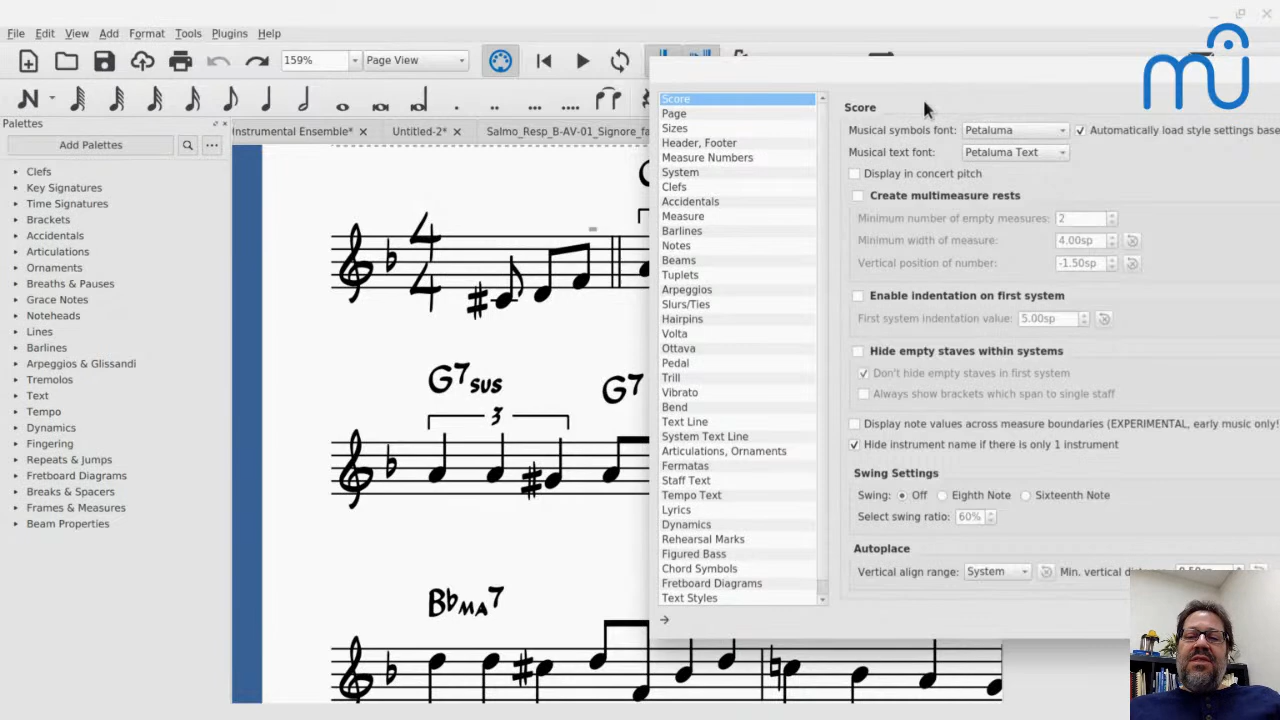 File Edit View Add Format Tools Plugins Help
159% Page View
Palettes
Instrumental Ensemble* Untitled-2* Salmo_Resp_B-AV-01_Signore_fa
Add Palettes
Clefs
Key Signatures
Time Signatures
Brackets
Accidentals
Articulations
Ornaments
Breaths & Pauses
Grace Notes
Noteheads
Lines
Barlines
Arpeggios & Glissandi
Tremolos
Text
Tempo
Dynamics
Fingering
Repeats & Jumps
Fretboard Diagrams
Breaks & Spacers
Frames & Measures
Beam Properties
4
4
G7sus G7
3
BbMA7
Score
Page
Sizes
Header, Footer
Measure Numbers
System
Clefs
Accidentals
Measure
Barlines
Notes
Beams
Tuplets
Arpeggios
Slurs/Ties
Hairpins
Volta
Ottava
Pedal
Trill
Vibrato
Bend
Text Line
System Text Line
Articulations, Ornaments
Fermatas
Staff Text
Tempo Text
Lyrics
Dynamics
Rehearsal Marks
Figured Bass
Chord Symbols
Fretboard Diagrams
Text Styles
Score
Musical symbols font: Petaluma Automatically load style settings base
Musical text font: Petaluma Text
Display in concert pitch
Create multimeasure rests
Minimum number of empty measures: 2
Minimum width of measure: 4.00sp
Vertical position of number: -1.50sp
Enable indentation on first system
First system indentation value: 5.00sp
Hide empty staves within systems
Don't hide empty staves in first system
Always show brackets which span to single staff
Display note values across measure boundaries (EXPERIMENTAL, early music only!
Hide instrument name if there is only 1 instrument
Swing Settings
Swing: Off Eighth Note Sixteenth Note
Select swing ratio: 60%
Autoplace
Vertical align range: System Min. vertical
mu